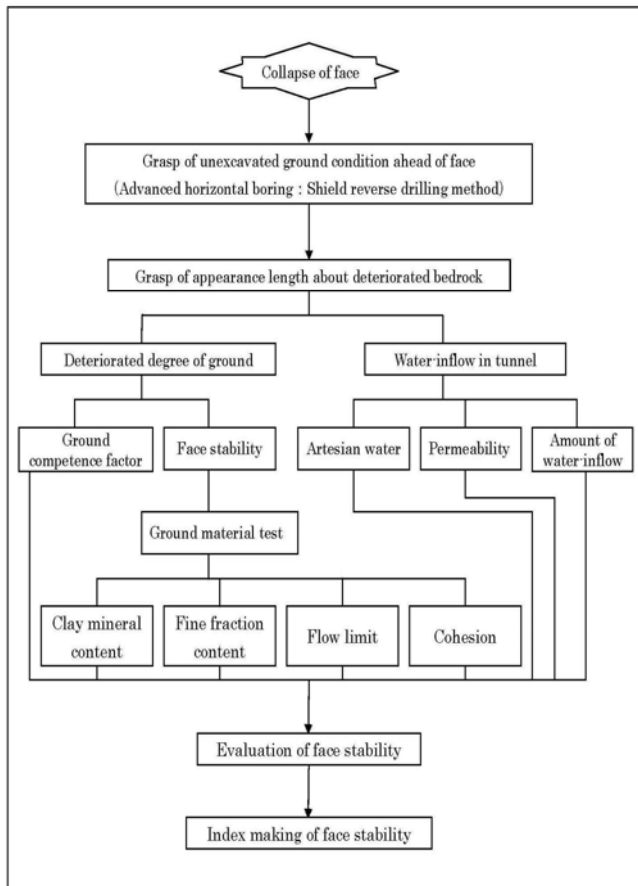 Collapse of face
Grasp of unexcavated ground condition ahead of face
(Advanced horizontal boring : Shield reverse drilling method)
Grasp of appearance length about deteriorated bedrock
Deteriorated degree of ground
Water-inflow in tunnel
Ground
competence factor
Face stability
Artesian water
Permeability
Amount of
water-inflow
Ground material test
Clay mineral
content
Fine fraction
content
Flow limit
Cohesion
Evaluation of face stability
Index making of face stability